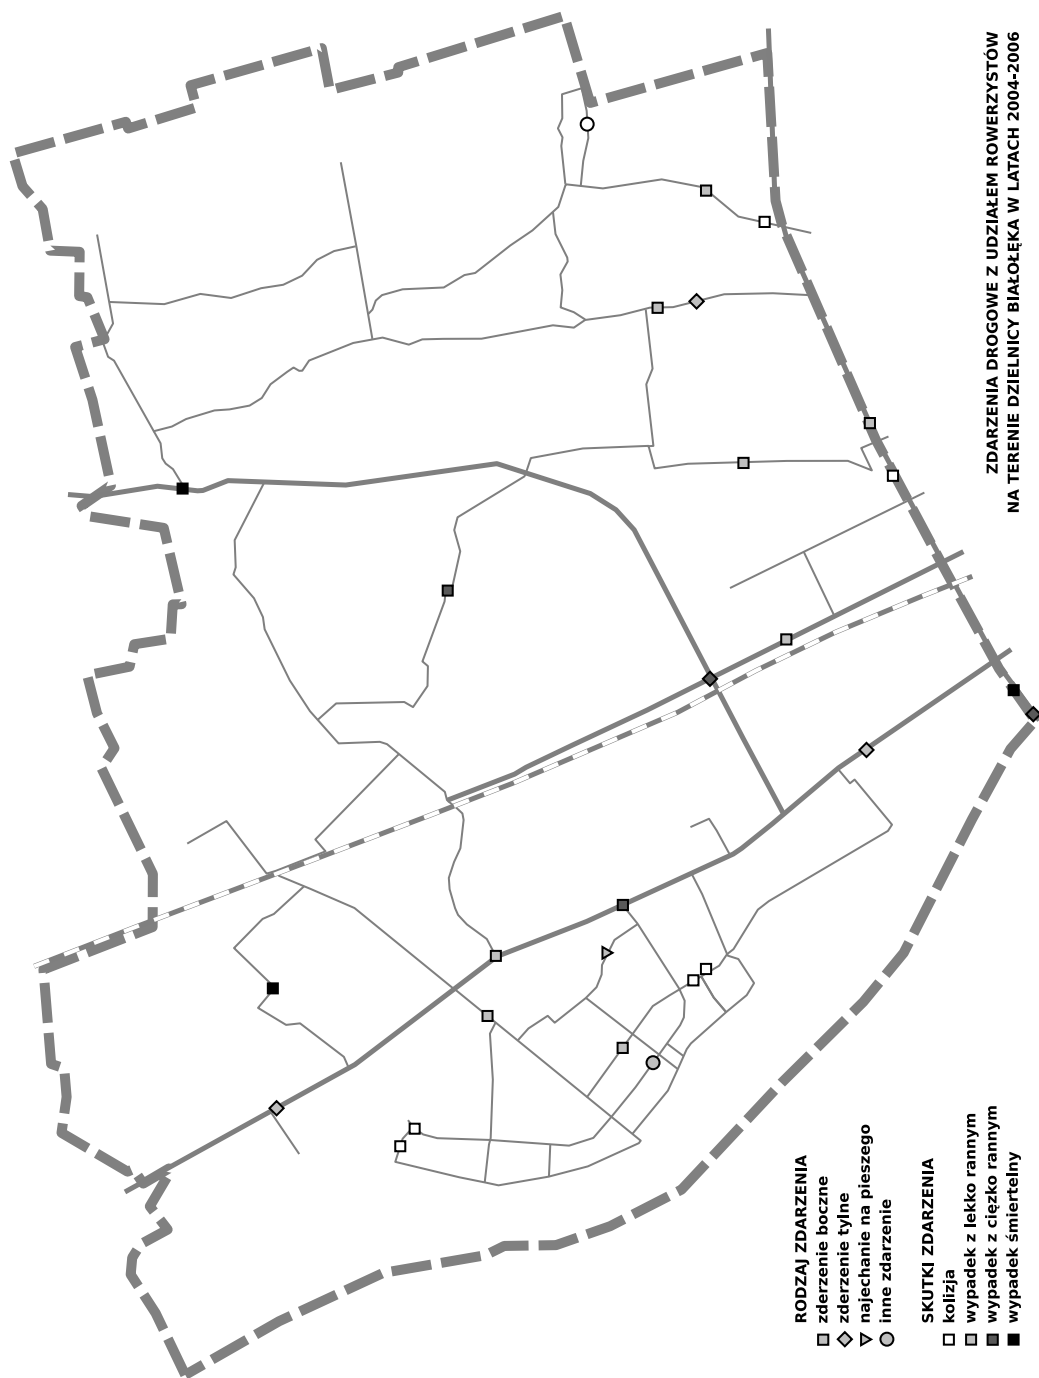 ZDARZENIA DROGOWE Z UDZIAŁEM ROWERZYSTÓW
NA TERENIE DZIELNICY BIAŁOŁĘKA W LATACH 2004-2006
RODZAJ ZDARZENIA
zderzenie boczne
zderzenie tylne
najechanie na pieszego
inne zdarzenie
SKUTKI ZDARZENIA
kolizja
wypadek z lekko rannym
wypadek z cięzko rannym
wypadek śmiertelny